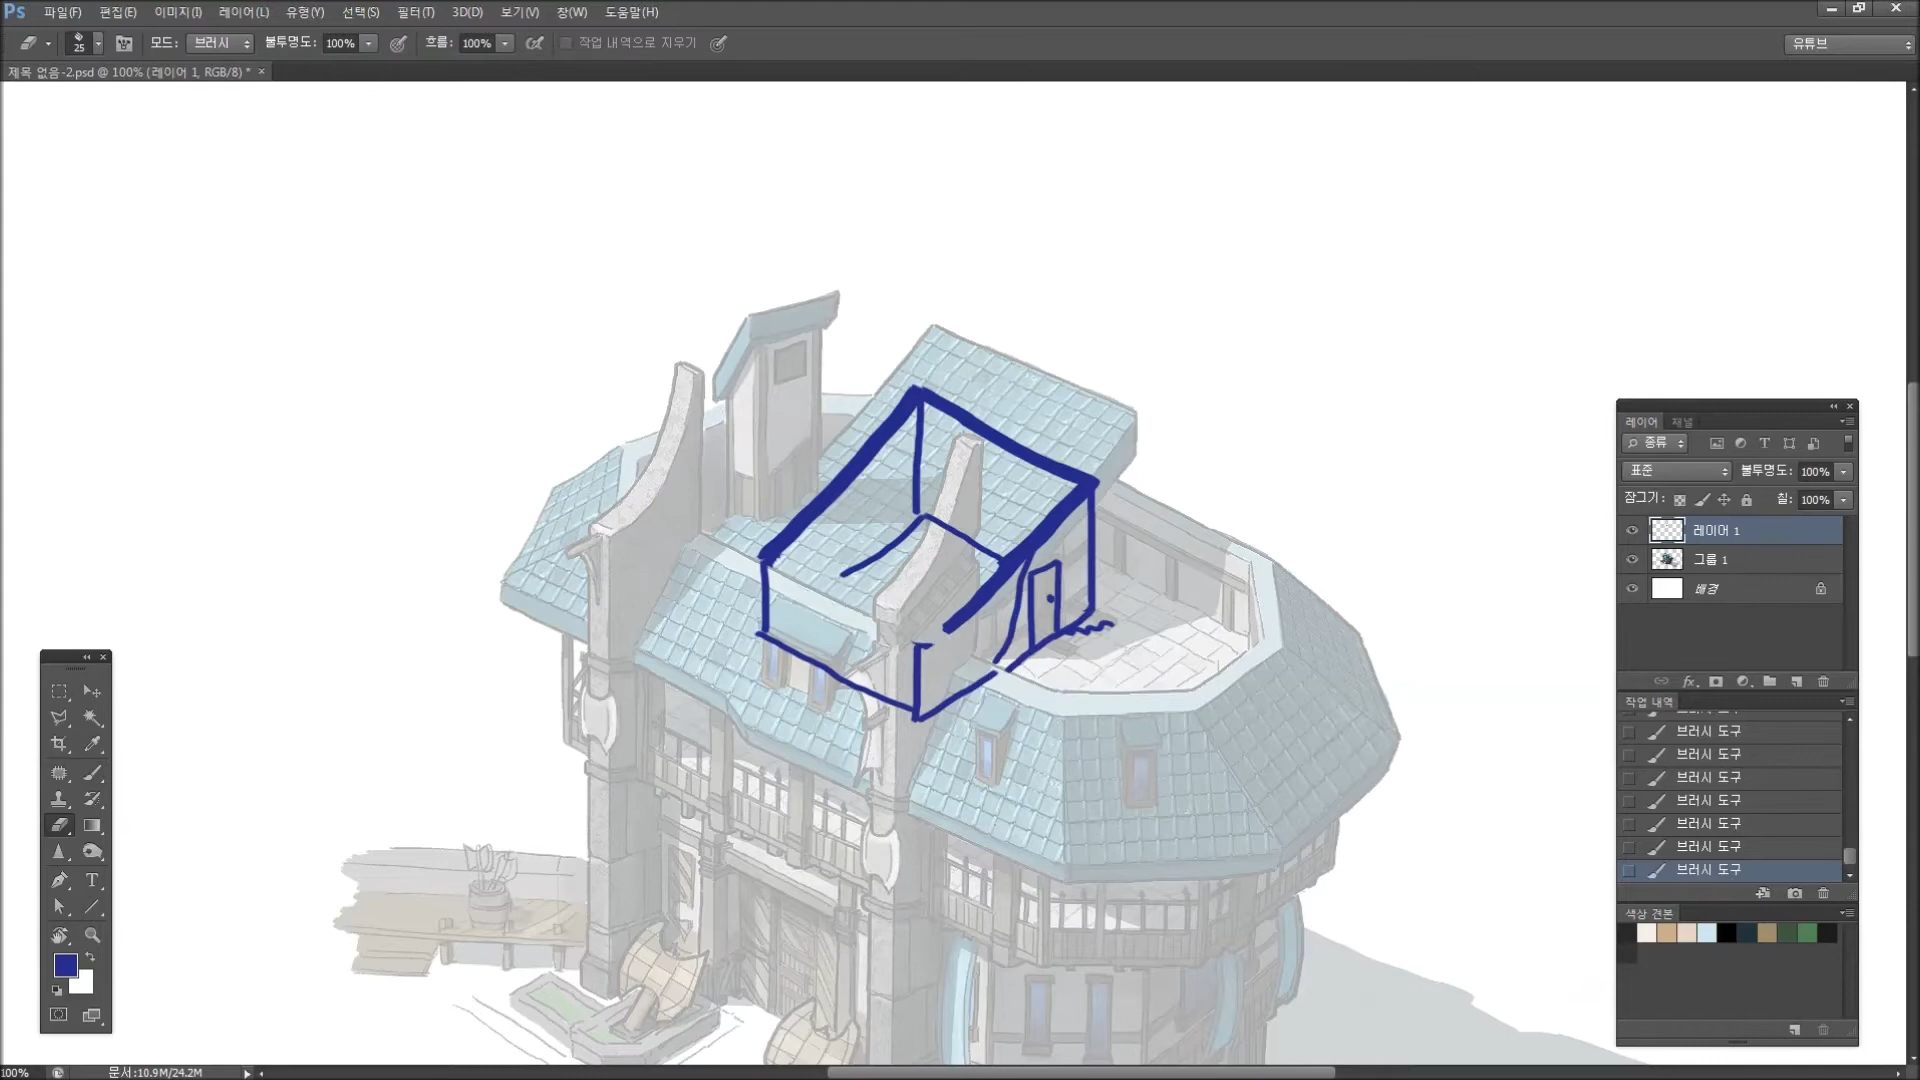 Ps 파일(F) 편집(E) 이미지(I) 레이어(L) 유형(Y) 선택(S) 필터(T) 3D(D) 보기(V) 창(W) 도움말(H)
25 모드: 브러시 불투명도: 100% 흐름: 100% 작업 내역으로 지우기 유튜브
제목 없음-2.psd @ 100% (레이어 1, RGB/8) * ×
레이어 채널
종류
표준 불투명도: 100%
잠그기: 칠: 100%
레이어 1
그룹 1
배경
작업 내역
브러시 도구
브러시 도구
브러시 도구
브러시 도구
브러시 도구
브러시 도구
브러시 도구
색상 견본
100% 문서:10.9M/24.2M